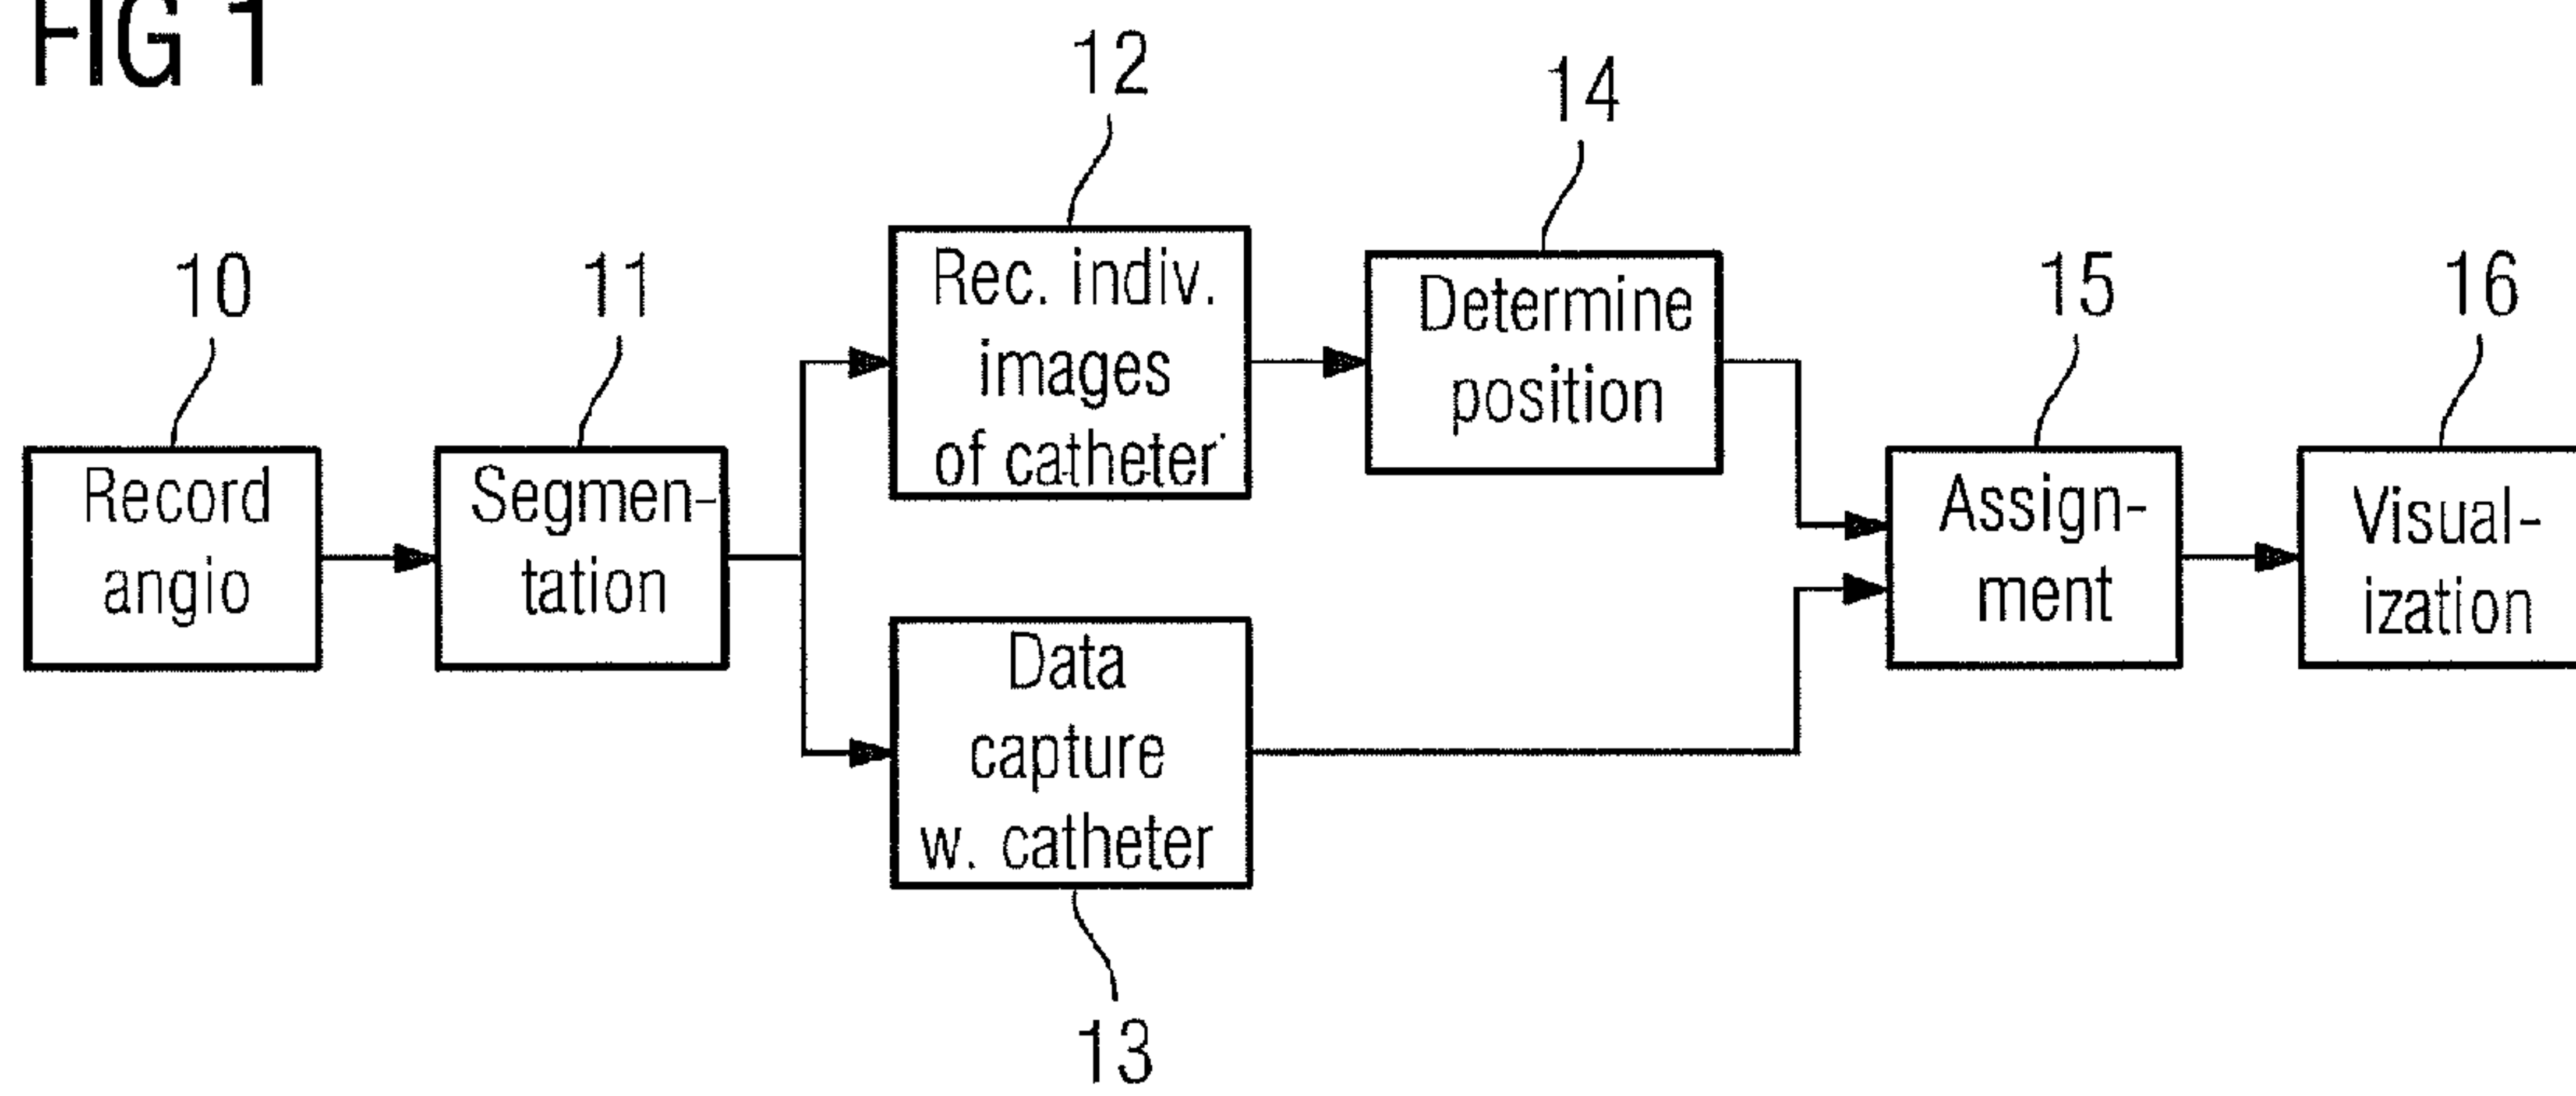 FIG 1
12
14
10
11
15
16
Rec. indiv.
images
of catheter
Determine
position
Record
angio
Segmen-
tation
Assign-
ment
Visual-
ization
Data
capture
w. catheter
13